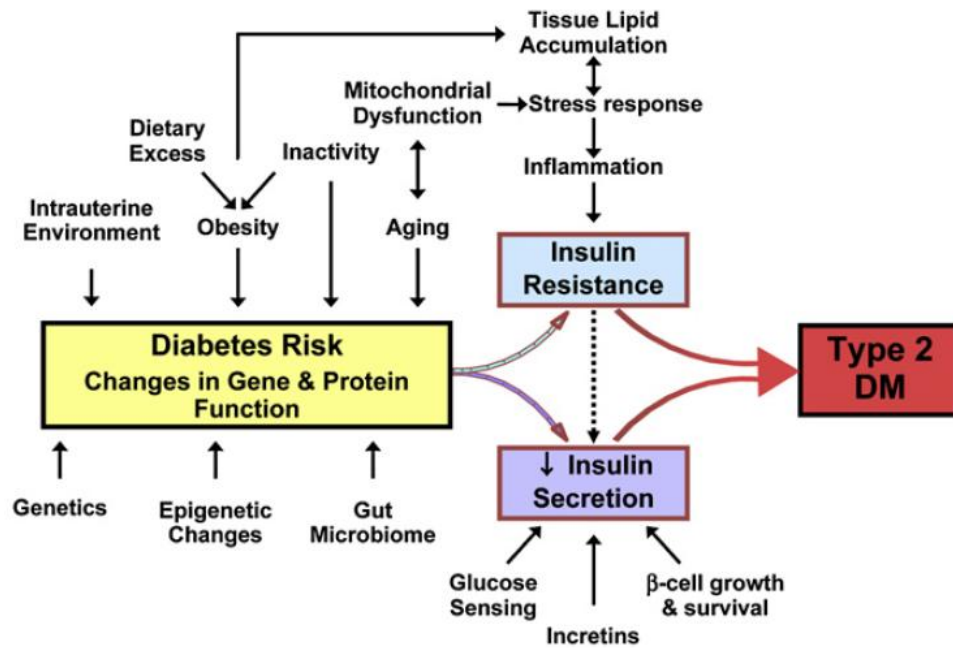 Tissue Lipid
Accumulation
Mitochondrial
Dysfunction
Stress response
Dietary
Excess
Inactivity
Inflammation
Intrauterine
Environment
Obesity
Aging
Insulin
Resistance
Diabetes Risk
Changes in Gene & Protein
Function
Type 2
DM
↓ Insulin
Secretion
Genetics
Epigenetic
Changes
Gut
Microbiome
Glucose
Sensing
Incretins
β-cell growth
& survival